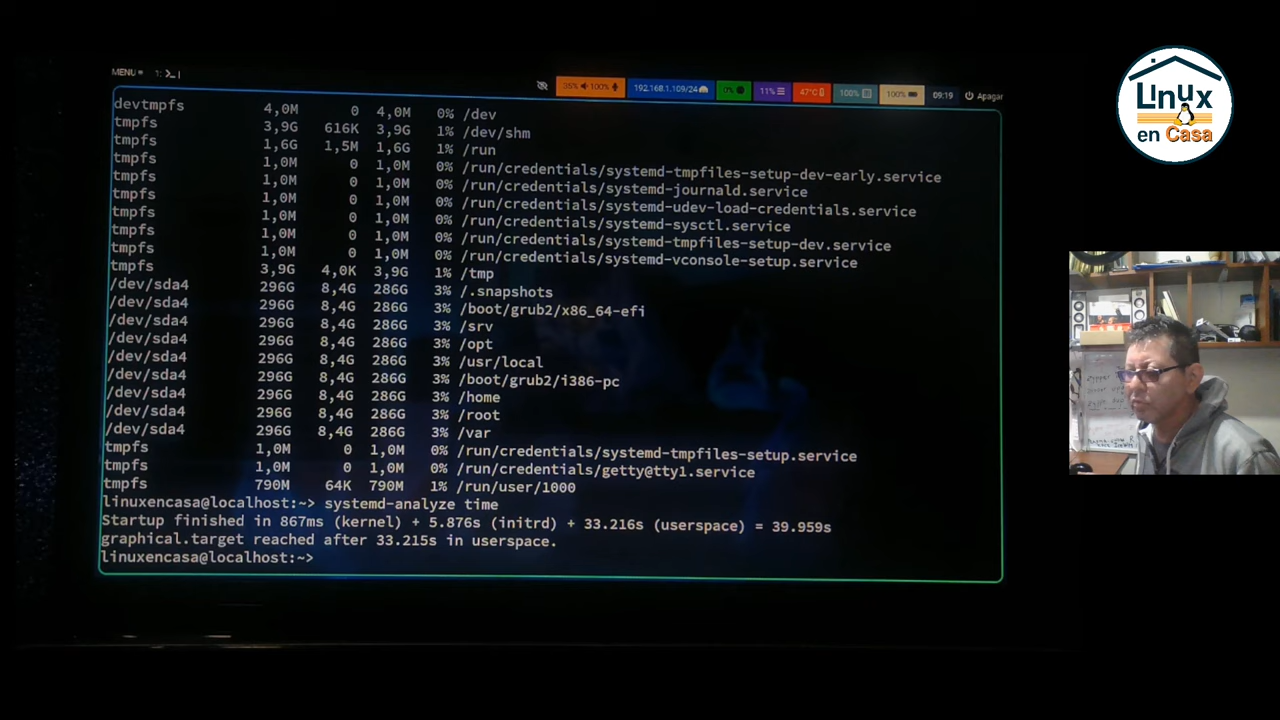 MENU
1:
35% 100%
192.168.1.109/24
0%
11%
47°C
100%
100%
09:19
Apagar
Linux
en Casa
devtmpfs 4,0M 0 4,0M 0% /dev
tmpfs 3,9G 616K 3,9G 1% /dev/shm
tmpfs 1,6G 1,5M 1,6G 1% /run
tmpfs 1,0M 0 1,0M 0% /run/credentials/systemd-tmpfiles-setup-dev-early.service
tmpfs 1,0M 0 1,0M 0% /run/credentials/systemd-journald.service
tmpfs 1,0M 0 1,0M 0% /run/credentials/systemd-udev-load-credentials.service
tmpfs 1,0M 0 1,0M 0% /run/credentials/systemd-sysctl.service
tmpfs 1,0M 0 1,0M 0% /run/credentials/systemd-tmpfiles-setup-dev.service
tmpfs 1,0M 0 1,0M 0% /run/credentials/systemd-vconsole-setup.service
tmpfs 3,9G 4,0K 3,9G 1% /tmp
/dev/sda4 296G 8,4G 286G 3% /.snapshots
/dev/sda4 296G 8,4G 286G 3% /boot/grub2/x86_64-efi
/dev/sda4 296G 8,4G 286G 3% /srv
/dev/sda4 296G 8,4G 286G 3% /opt
/dev/sda4 296G 8,4G 286G 3% /usr/local
/dev/sda4 296G 8,4G 286G 3% /boot/grub2/i386-pc
/dev/sda4 296G 8,4G 286G 3% /home
/dev/sda4 296G 8,4G 286G 3% /root
/dev/sda4 296G 8,4G 286G 3% /var
tmpfs 1,0M 0 1,0M 0% /run/credentials/systemd-tmpfiles-setup.service
tmpfs 1,0M 0 1,0M 0% /run/credentials/getty@tty1.service
tmpfs 790M 64K 790M 1% /run/user/1000
linuxencasa@localhost:~> systemd-analyze time
Startup finished in 867ms (kernel) + 5.876s (initrd) + 33.216s (userspace) = 39.959s
graphical.target reached after 33.215s in userspace.
linuxencasa@localhost:~>